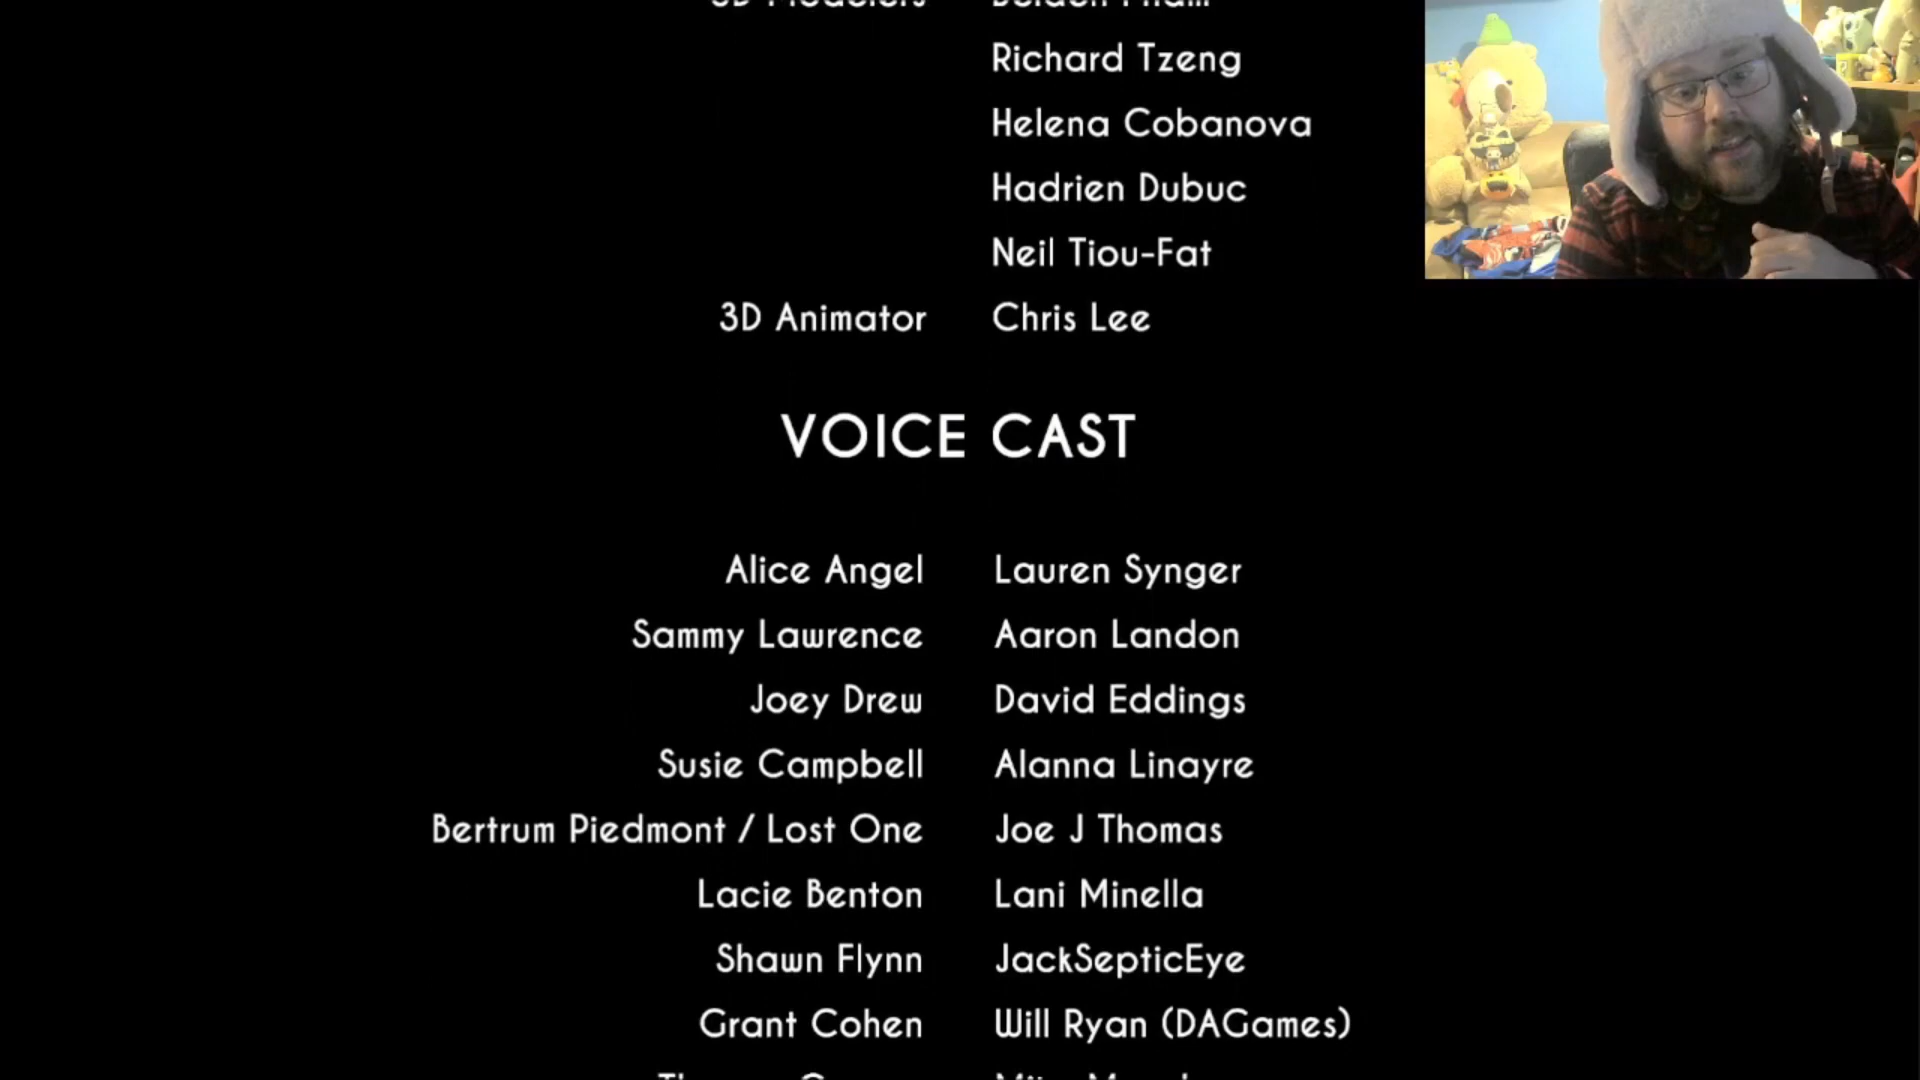 3D Modelers
Richard Tzeng
Helena Cobanova
Hadrien Dubuc
Neil Tiou-Fat
3D Animator Chris Lee
VOICE CAST
Alice Angel Lauren Synger
Sammy Lawrence Aaron Landon
Joey Drew David Eddings
Susie Campbell Alanna Linayre
Bertrum Piedmont / Lost One Joe J Thomas
Lacie Benton Lani Minella
Shawn Flynn JackSepticEye
Grant Cohen Will Ryan (DAGames)